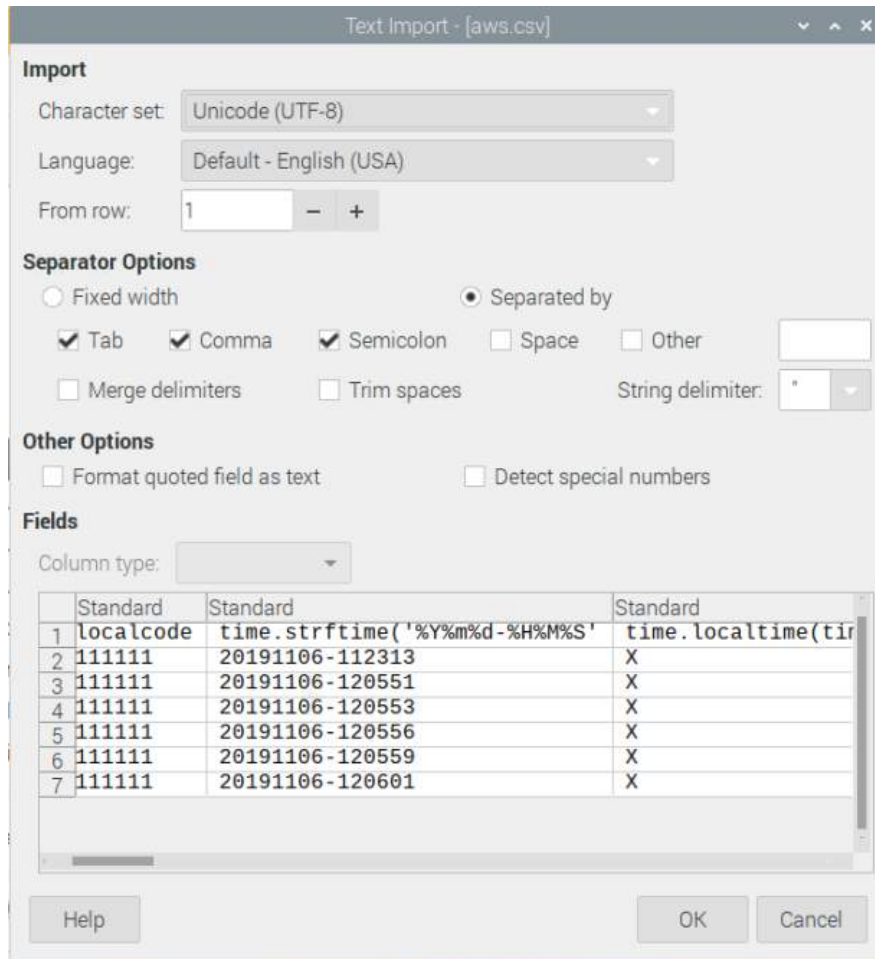 Text Import - [aws.csv]
Import
Character set: Unicode (UTF-8)
Language: Default - English (USA)
From row: 1 − +
Separator Options
Fixed width Separated by
Tab Comma Semicolon Space Other
Merge delimiters Trim spaces String delimiter: "
Other Options
Format quoted field as text Detect special numbers
Fields
Column type:
Standard Standard Standard
1 localcode time.strftime('%Y%m%d-%H%M%S' time.localtime(tim
2 111111 20191106-112313 X
3 111111 20191106-120551 X
4 111111 20191106-120553 X
5 111111 20191106-120556 X
6 111111 20191106-120559 X
7 111111 20191106-120601 X
Help OK Cancel